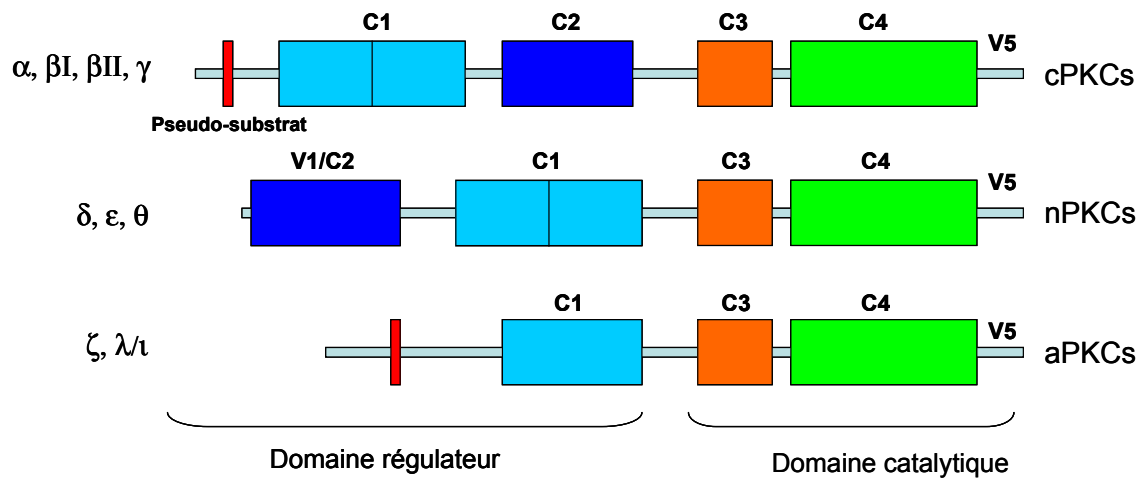 C1 C2 C3 C4
V5
α, βI, βII, γ
cPKCs
Pseudo-substrat
V1/C2 C1 C3 C4
V5
δ, ε, θ
nPKCs
C1 C3 C4
V5
ζ, λ/ι
aPKCs
Domaine régulateur
Domaine catalytique